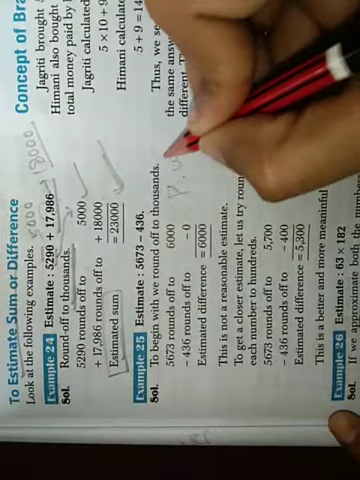 To Estimate Sum or Difference
Look at the following examples. 5000
Example 24 Estimate : 5290 + 17,986 18000
Sol. Round-off to thousands.
5290 rounds off to 5000
+ 17,986 rounds off to + 18000
Estimated sum = 23000
Example 25 Estimate : 5673 – 436.
Sol. To begin with we round off to thousands.
5673 rounds off to 6000
– 436 rounds off to – 0
Estimated difference = 6000
This is not a reasonable estimate.
To get a closer estimate, let us try
each number to hundreds.
5673 rounds off to 5,700
– 436 rounds off to – 400
Estimated difference = 5,300
This is a better and more meaningful
Example 26 Estimate : 63 × 182
Sol. If we approximate both the
Concept of
Jagriti brought
Himani also bought
total money paid by
Jagriti calculated
5 × 10 + 9
Himani
5 + 9 = 14
Thus, we
the same
different.